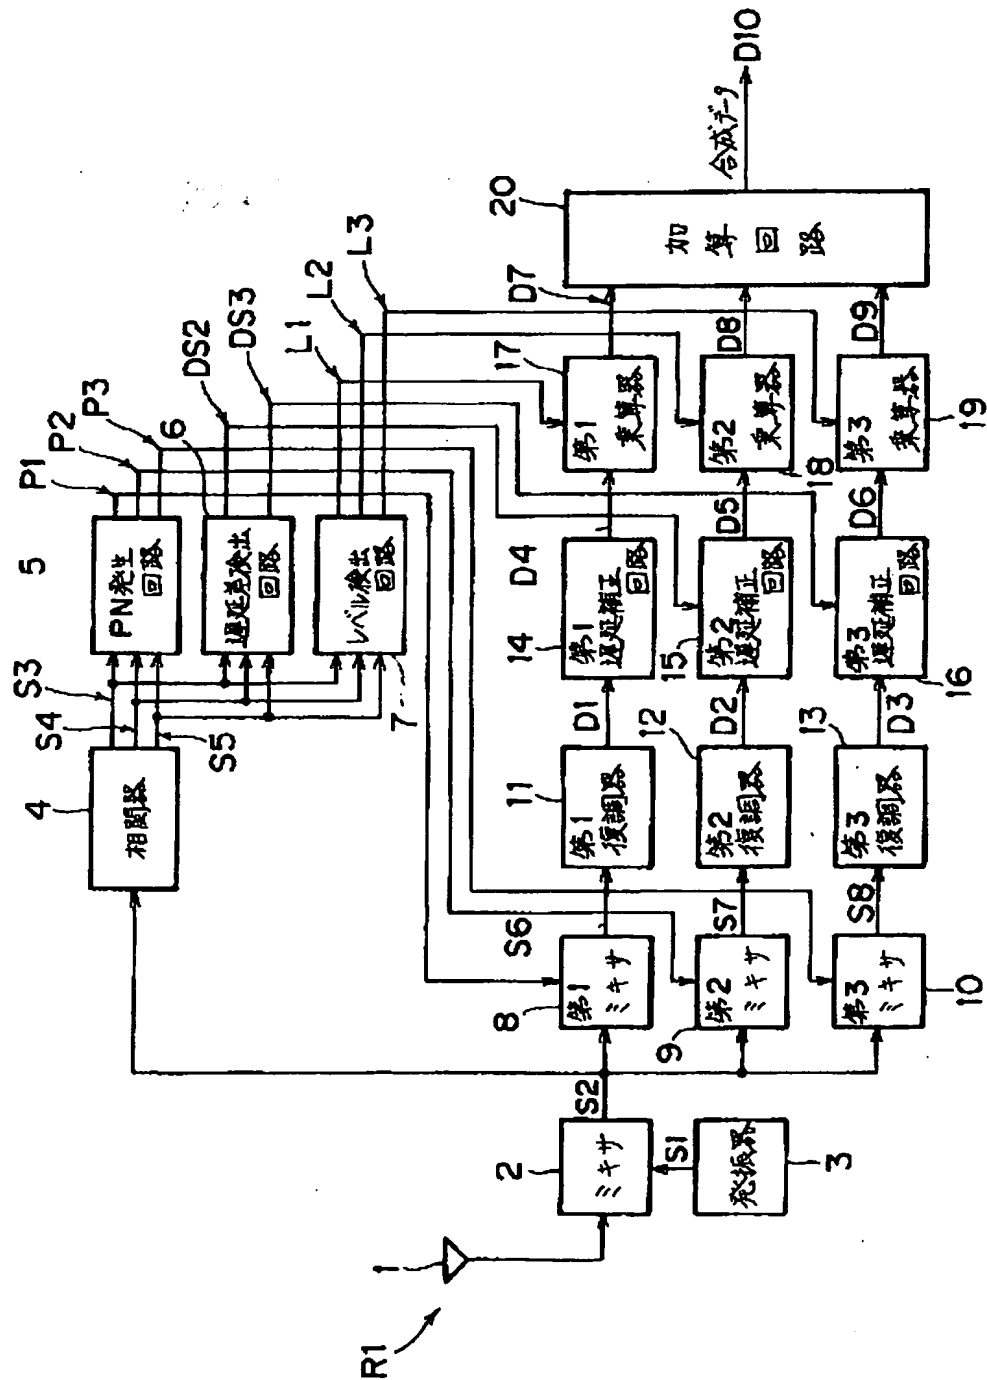 R1
1
2
ミキサ
S1
発振器
3
S2
4
相関器
S3
S4
S5
5
PN発生
回路
P1
P2
P3
6
遅延差検出
回路
DS2
DS3
7
レベル検出
回路
L1
L2
L3
8
第1
ミキサ
S6
11
第1
復調器
D1
14
第1
遅延補正
回路
D4
17
第1
乗算器
D7
9
第2
ミキサ
S7
12
第2
復調器
D2
15
第2
遅延補正
回路
D5
18
第2
乗算器
D8
10
第3
ミキサ
S8
13
第3
復調器
D3
16
第3
遅延補正
回路
D6
19
第3
乗算器
D9
20
加算回路
合成データ
D10